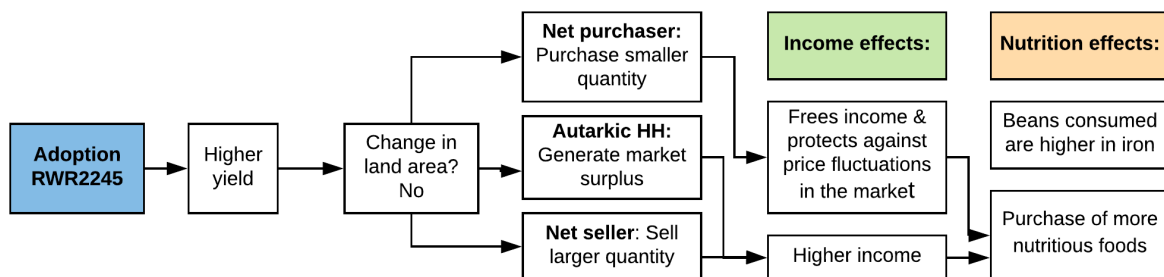 Adoption
RWR2245
Higher
yield
Change in
land area?
No
Net purchaser:
Purchase smaller
quantity
Autarkic HH:
Generate market
surplus
Net seller: Sell
larger quantity
Income effects:
Frees income &
protects against
price fluctuations
in the market
Higher income
Nutrition effects:
Beans consumed
are higher in iron
Purchase of more
nutritious foods